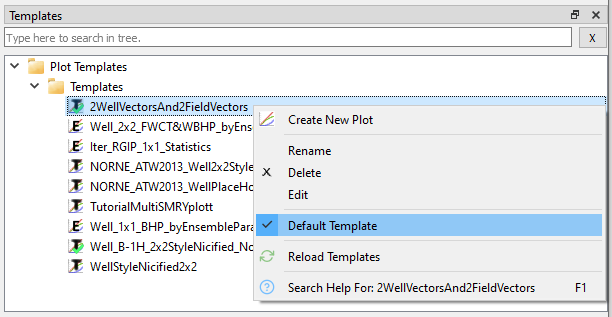 Templates
Type here to search in tree.
X
Plot Templates
Templates
2WellVectorsAnd2FieldVectors
Well_2x2_FWCT&WBHP_byEns
Iter_RGIP_1x1_Statistics
NORNE_ATW2013_Well2x2Style
NORNE_ATW2013_WellPlaceHo
TutorialMultiSMRYplott
Well_1x1_BHP_byEnsemblePara
Well_B-1H_2x2StyleNicified_No
WellStyleNicified2x2
Create New Plot
Rename
Delete
Edit
Default Template
Reload Templates
Search Help For: 2WellVectorsAnd2FieldVectors F1